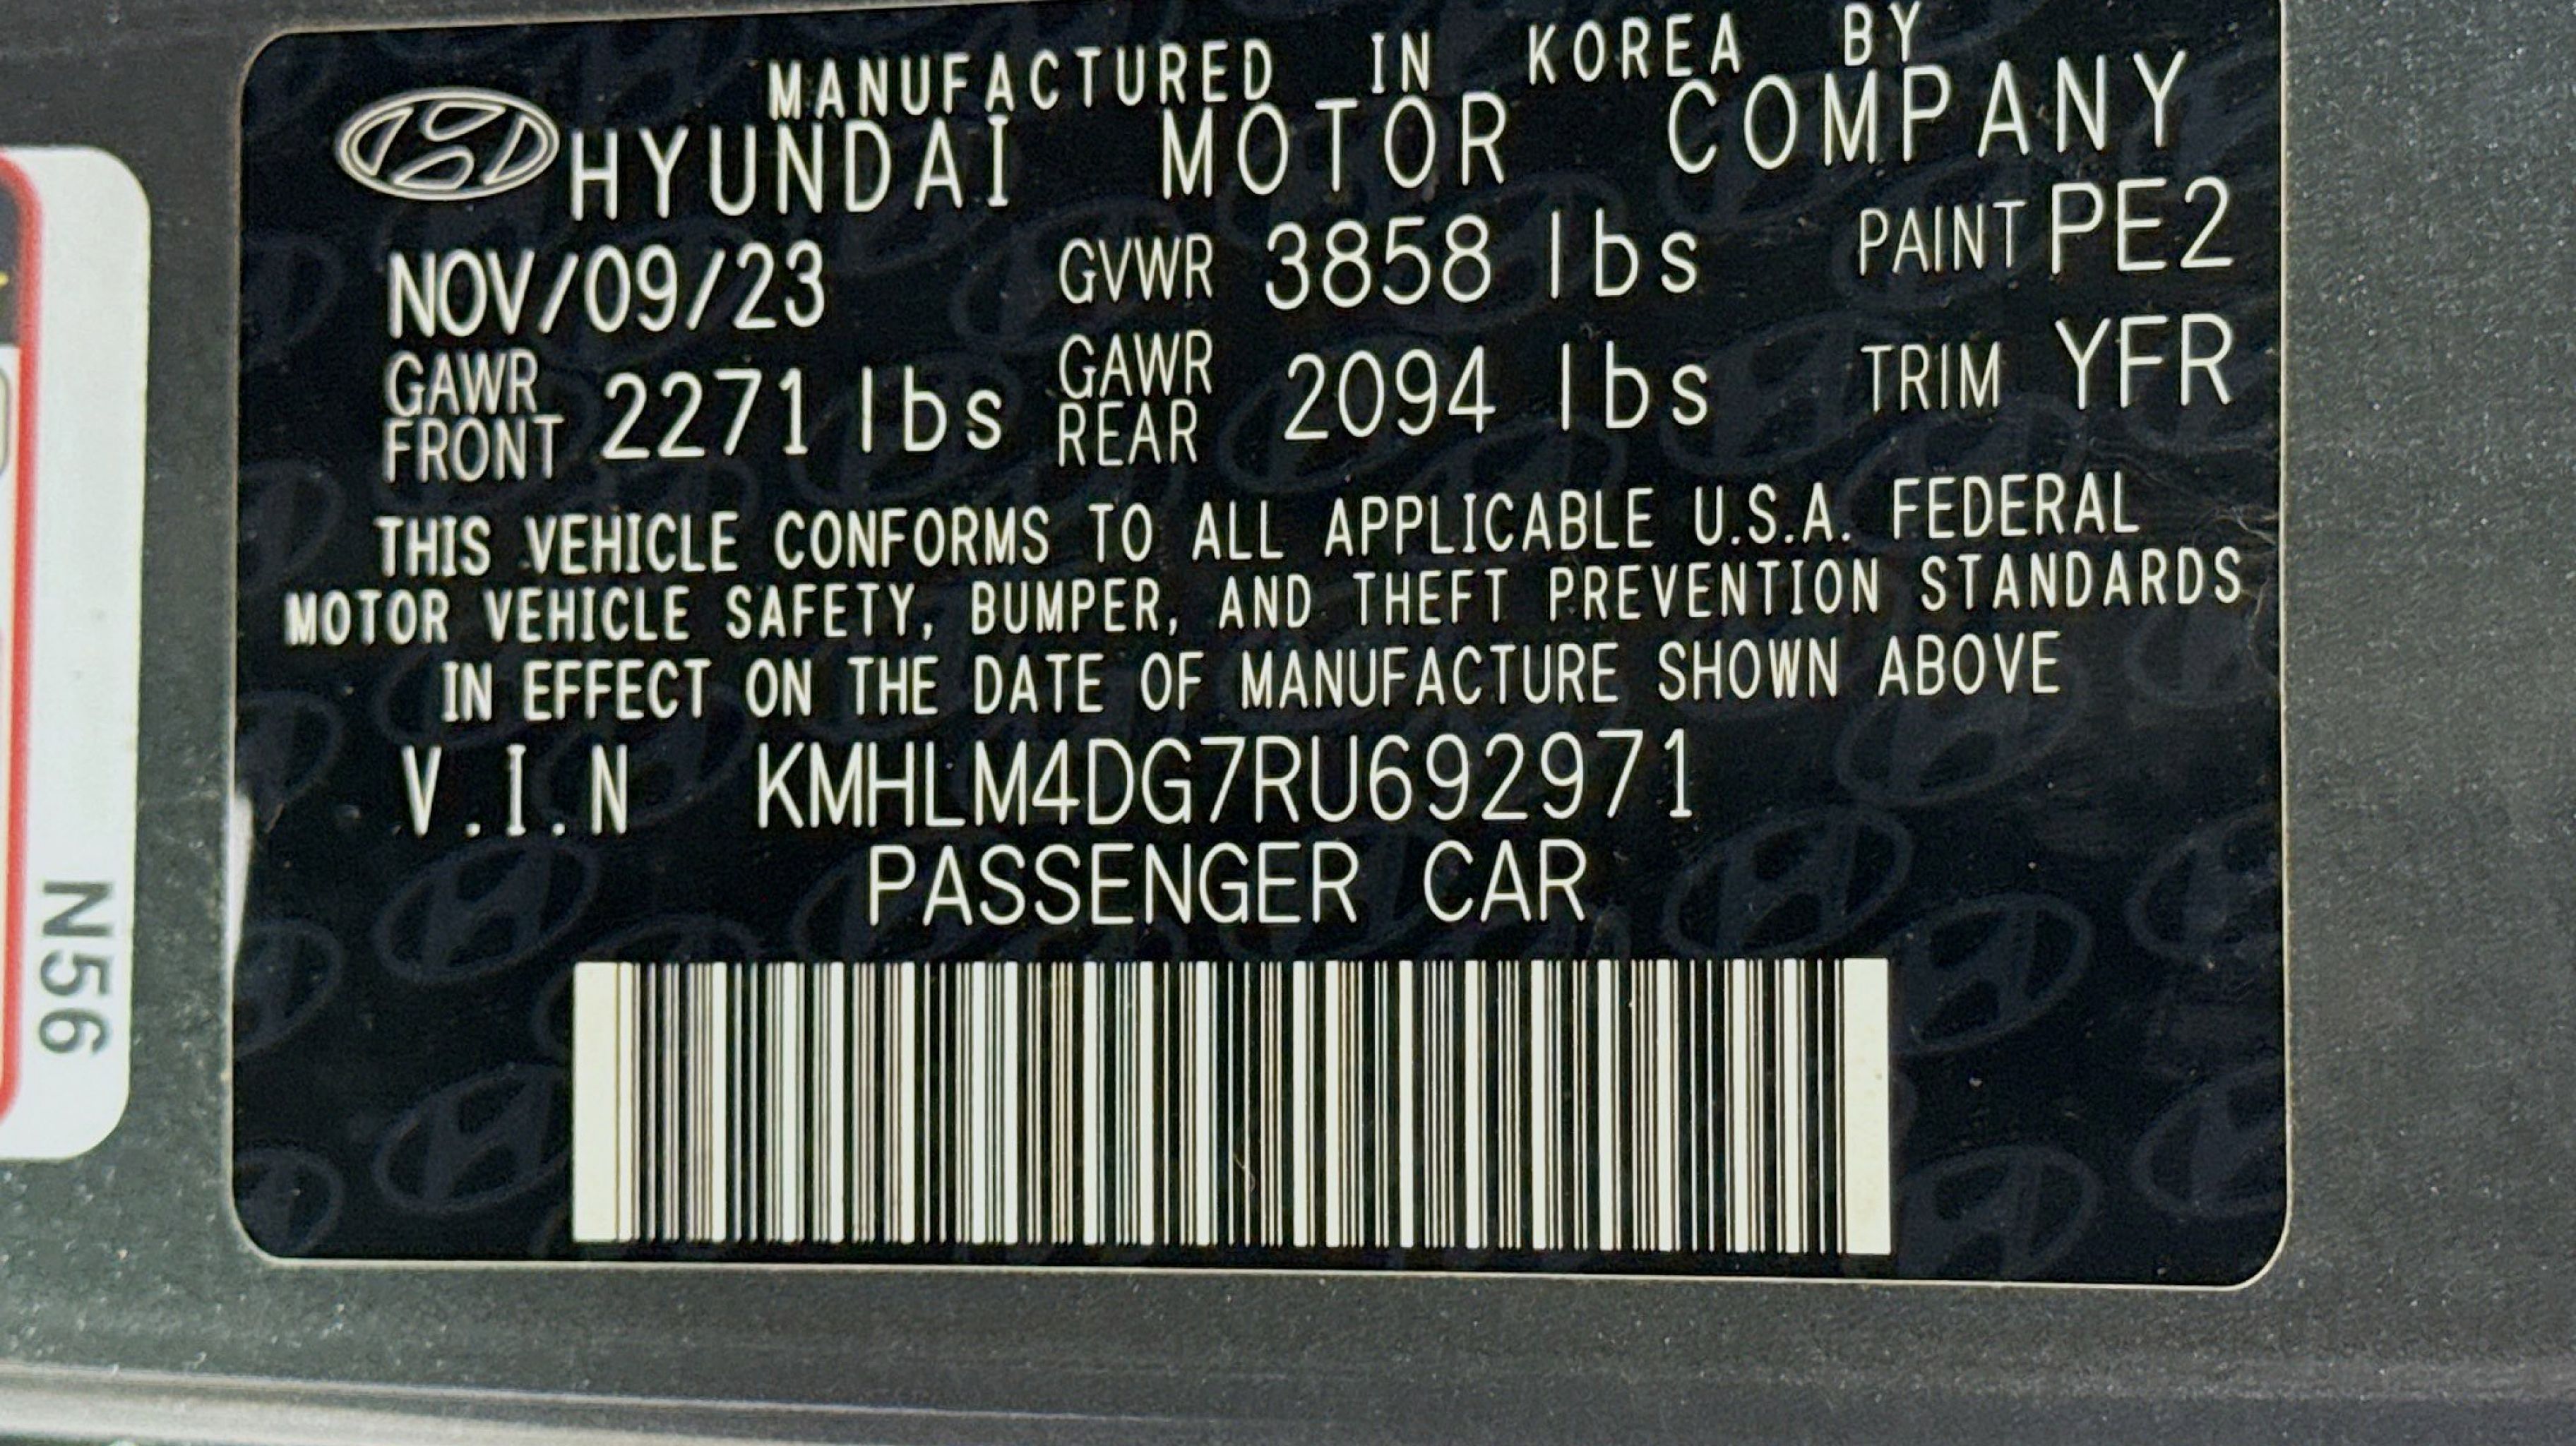 MANUFACTURED IN KOREA BY
HYUNDAI MOTOR COMPANY
NOV/09/23 GVWR 3858 lbs PAINT PE2
GAWR FRONT 2271 lbs GAWR REAR 2094 lbs TRIM YFR
THIS VEHICLE CONFORMS TO ALL APPLICABLE U.S.A. FEDERAL
MOTOR VEHICLE SAFETY, BUMPER, AND THEFT PREVENTION STANDARDS
IN EFFECT ON THE DATE OF MANUFACTURE SHOWN ABOVE
V.I.N KMHLM4DG7RU692971
PASSENGER CAR
N56